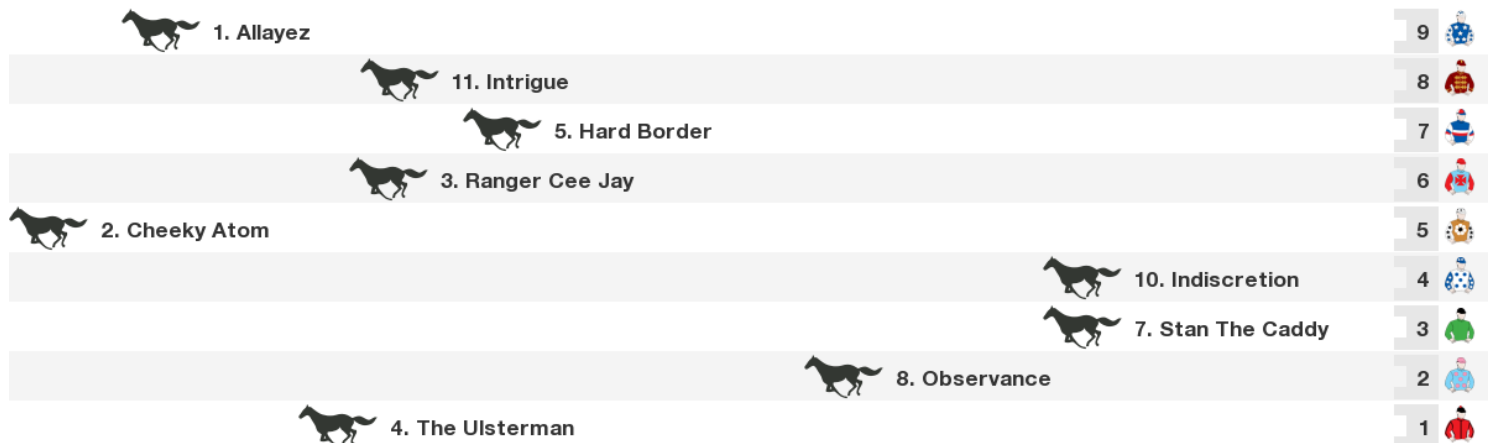 1. Allayez 9
11. Intrigue 8
5. Hard Border 7
3. Ranger Cee Jay 6
2. Cheeky Atom 5
10. Indiscretion 4
7. Stan The Caddy 3
8. Observance 2
4. The Ulsterman 1